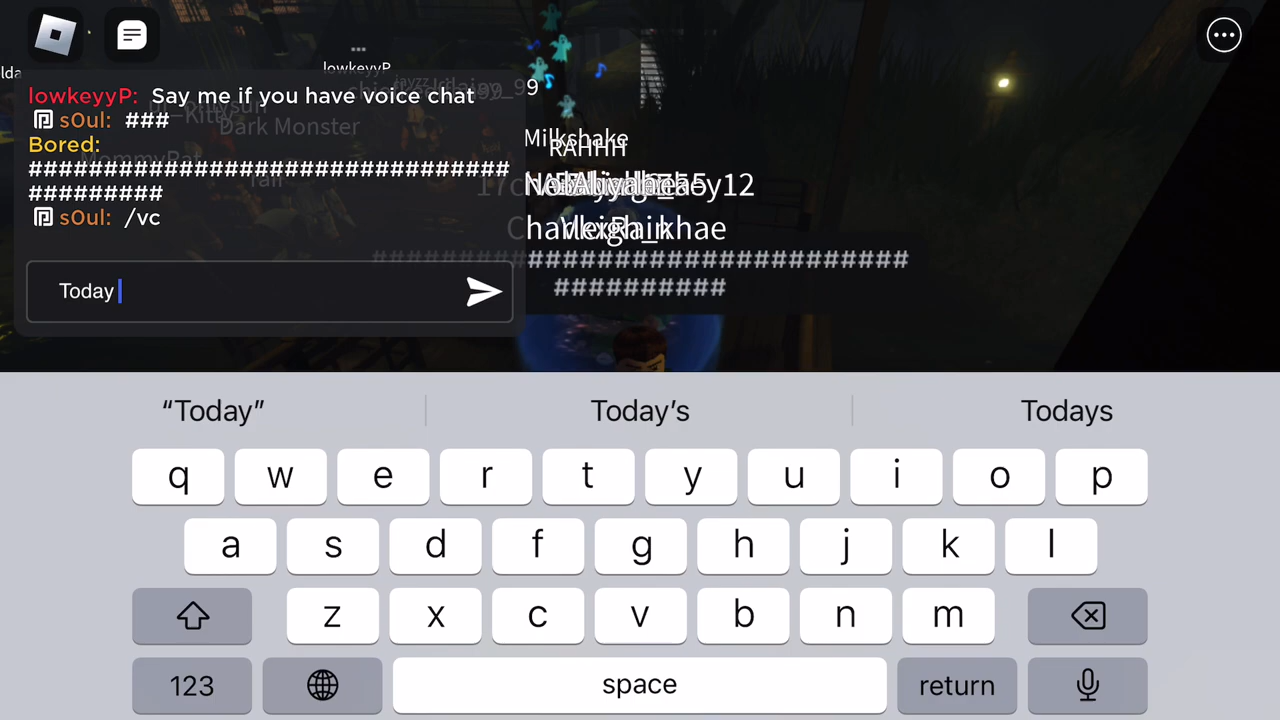 lowkeyyP
lowkeyyP: Say me if you have voice chat
s0ul: ###
Dark Monster
Milkshake
RAHHH
Bored:
##############################
#########
s0ul: /vc
##########
Today
“Today” Today’s Todays
q w e r t y u i o p
a s d f g h j k l
z x c v b n m
123 space return